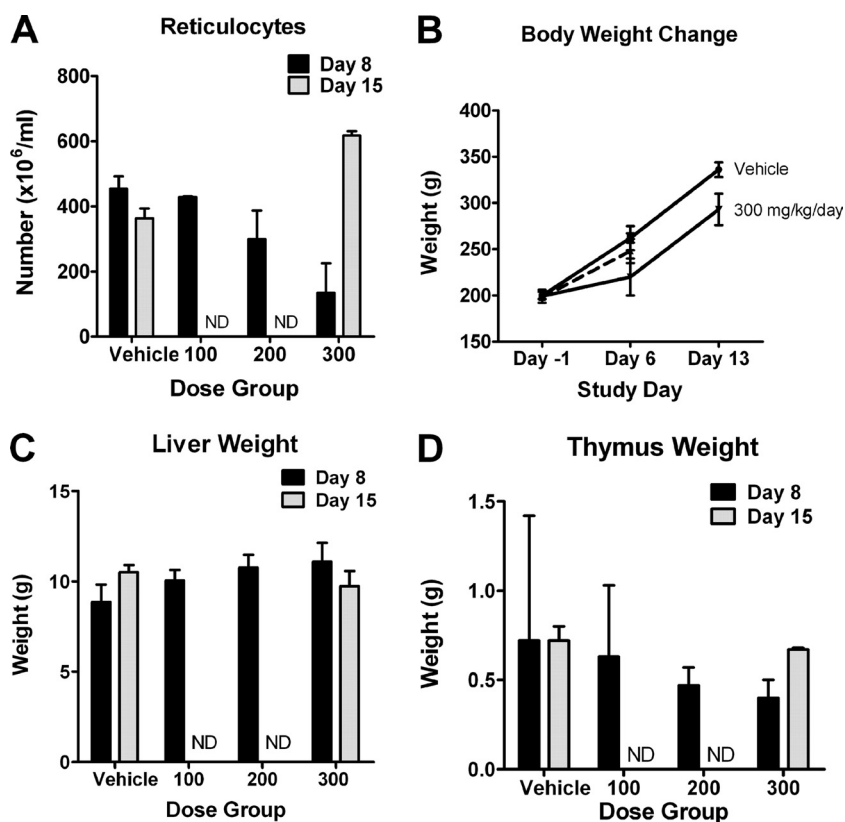 A
Reticulocytes
Day 8
Day 15
Number (x10⁶/ml)
800
600
400
200
0
ND
ND
Vehicle 100 200 300
Dose Group
B
Body Weight Change
Weight (g)
400
350
300
250
200
150
Vehicle
300 mg/kg/day
Day -1 Day 6 Day 13
Study Day
C
Liver Weight
Day 8
Day 15
Weight (g)
15
10
5
0
ND
ND
Vehicle 100 200 300
Dose Group
D
Thymus Weight
Day 8
Day 15
Weight (g)
1.5
1.0
0.5
0.0
ND
ND
Vehicle 100 200 300
Dose Group